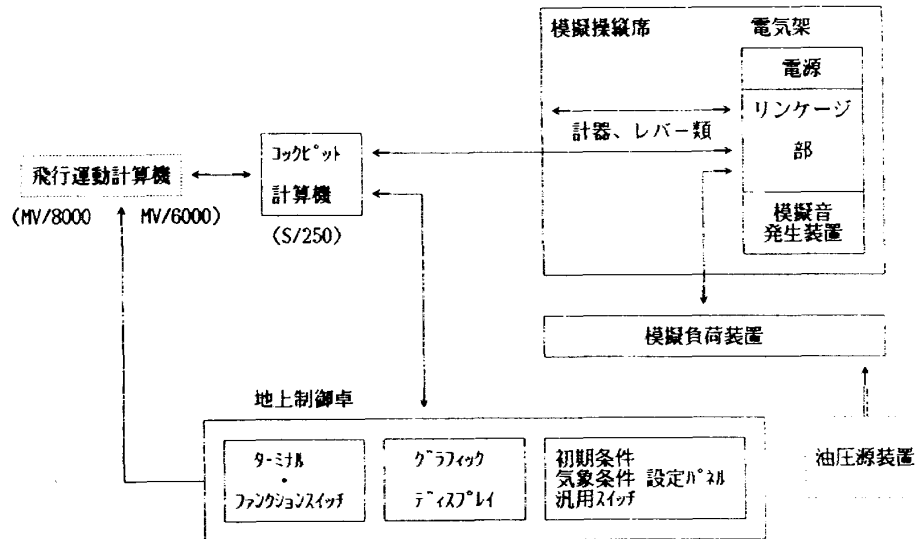 模擬操縦席 電気架
電源
リンケージ
計器、レバー類
部
コックピット
計算機
飛行運動計算機
(MV/8000 MV/6000)
(S/250)
模擬音
発生装置
模擬負荷装置
地上制御卓
ターミナル
・
ファンクションスイッチ
グラフィック
ディスプレイ
初期条件
気象条件 設定パネル
汎用スイッチ
油圧源装置